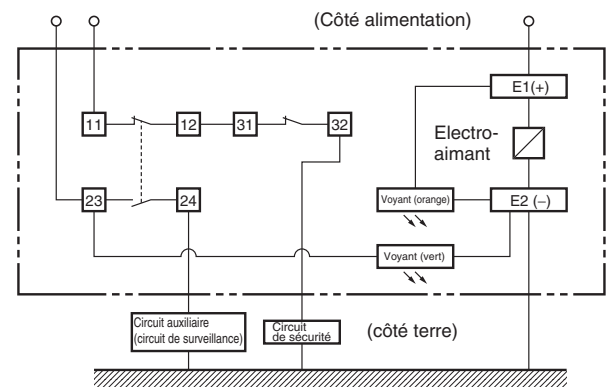 (Côté alimentation)
E1(+)
11
12
31
32
Electro-
aimant
23
24
Voyant (orange)
E2 (−)
Voyant (vert)
Circuit auxiliaire
(circuit de surveillance)
Circuit
de sécurité
(côté terre)